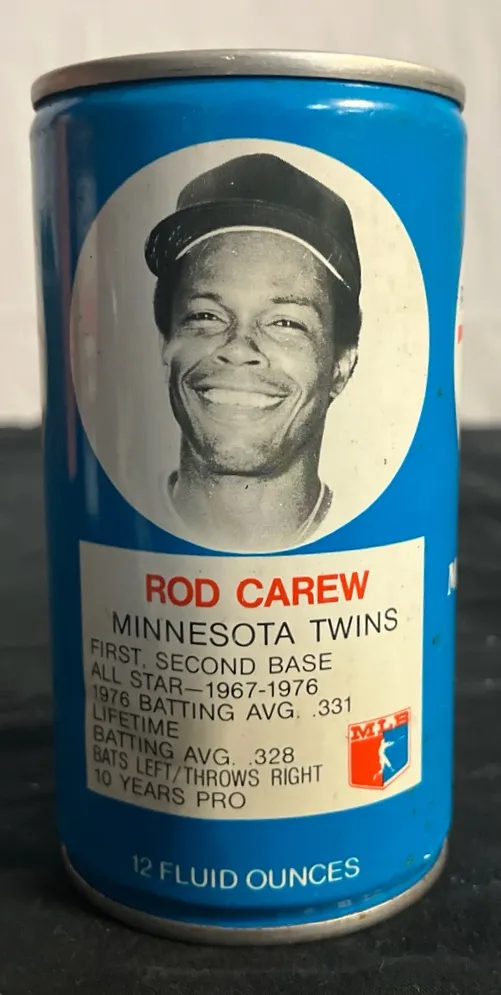 ROD CAREW
MINNESOTA TWINS
FIRST, SECOND BASE
ALL STAR—1967-1976
1976 BATTING AVG. .331
LIFETIME
BATTING AVG. .328
BATS LEFT/THROWS RIGHT
10 YEARS PRO
MLB
12 FLUID OUNCES